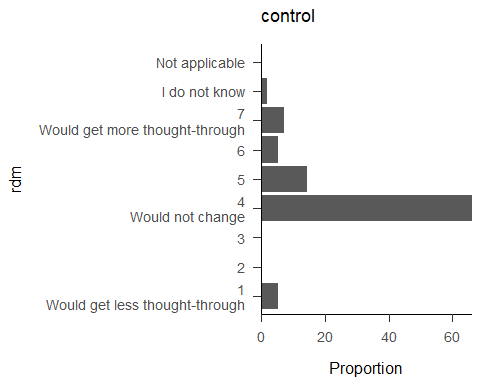 control
Not applicable
I do not know
7
Would get more thought-through
6
5
4
Would not change
3
2
1
Would get less thought-through
rdm
0
20
40
60
Proportion